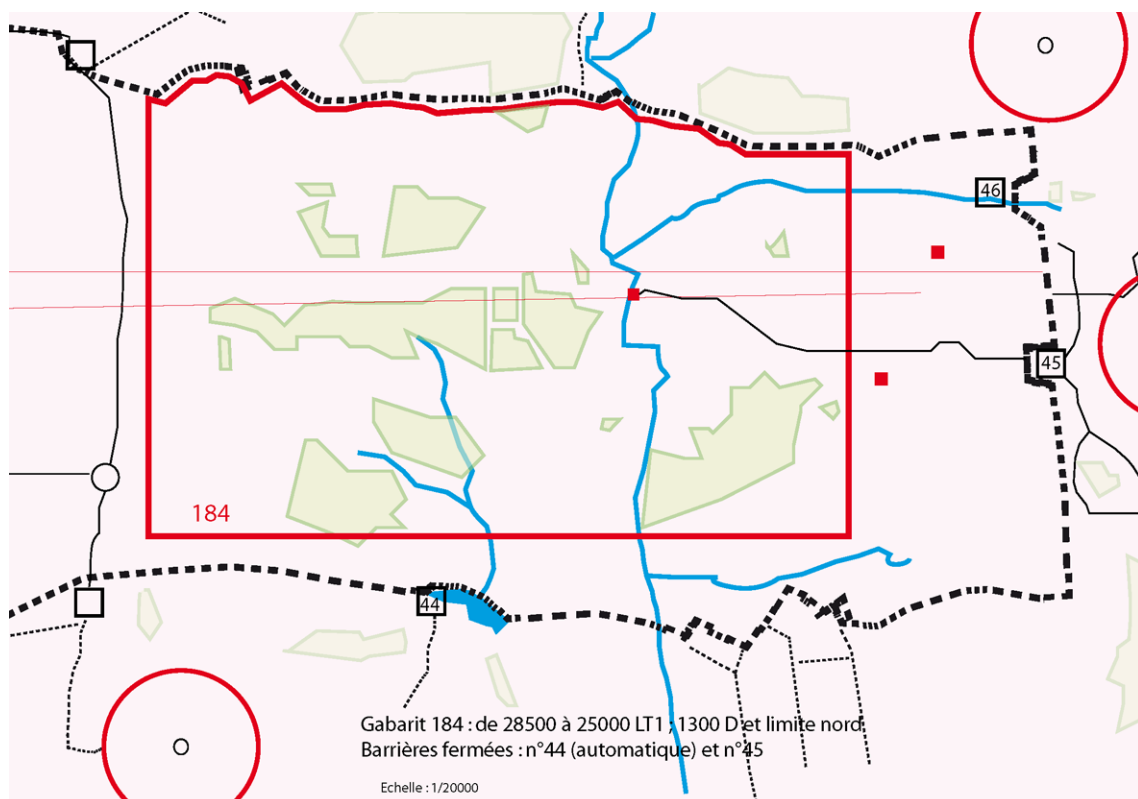 46
45
184
44
Gabarit 184 : de 28500 à 25000 LT1 ; 1300 D et limite nord
Barrières fermées : n°44 (automatique) et n°45
Echelle : 1/20000